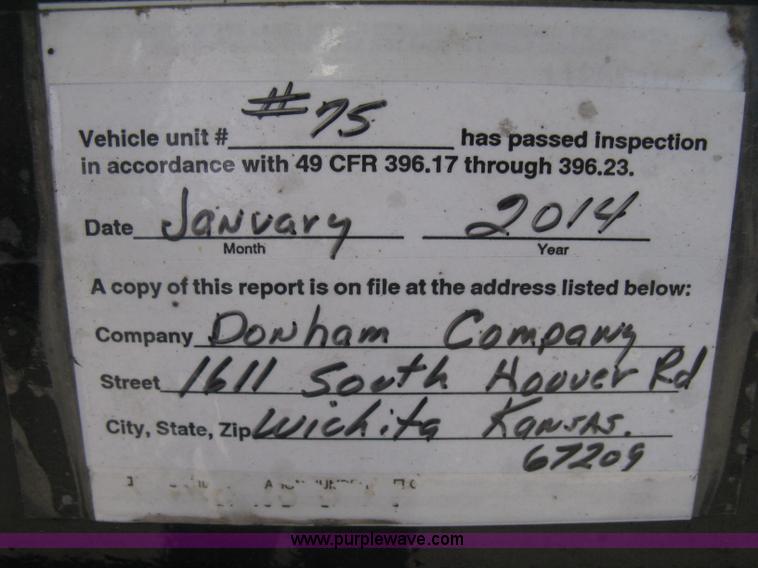 Vehicle unit # #75 has passed inspection
in accordance with 49 CFR 396.17 through 396.23.
Date January 2014
Month Year
A copy of this report is on file at the address listed below:
Company Donham Company
Street 1611 South Hoover Rd
City, State, Zip Wichita Kansas.
67209
www.purplewave.com